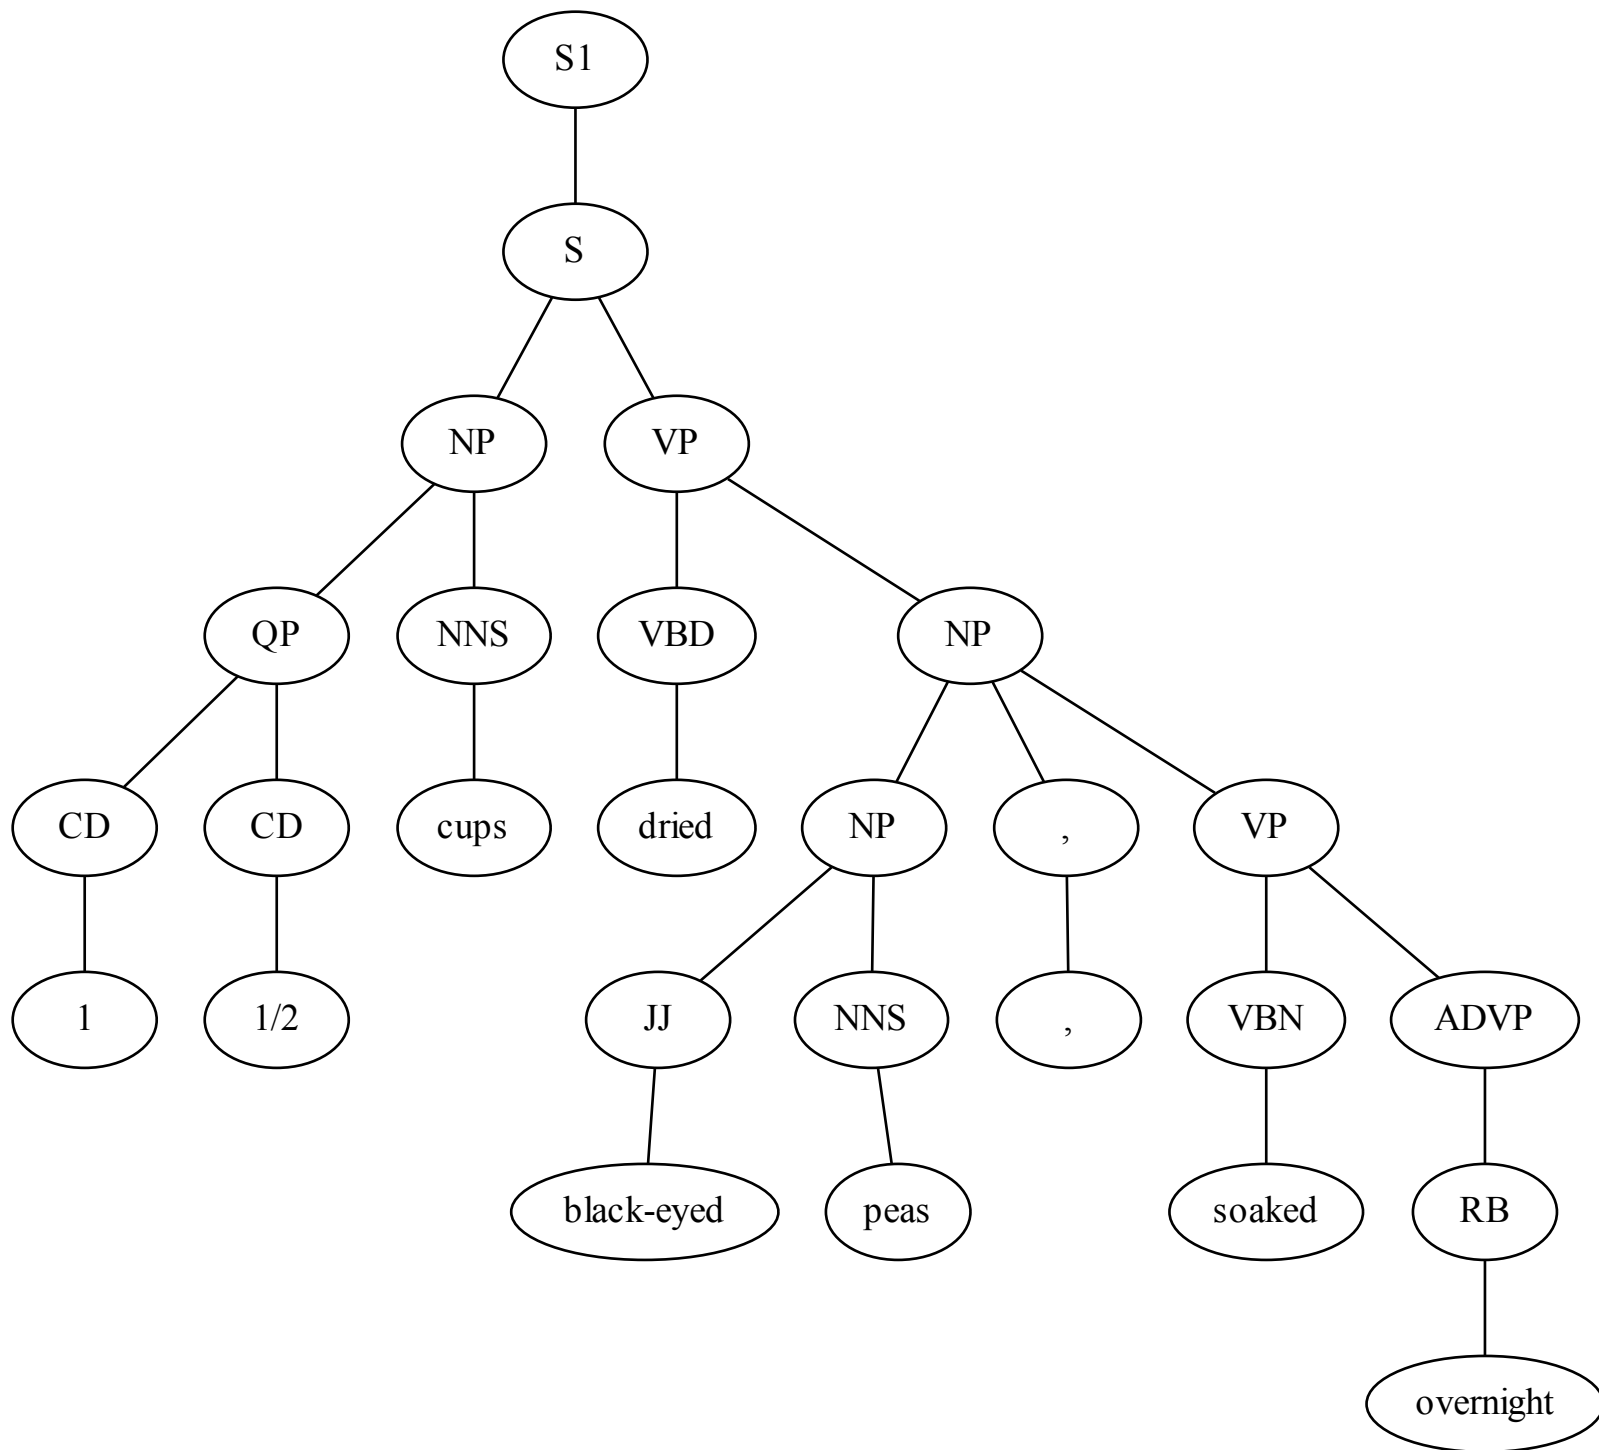 S1
S
NP VP
QP NNS VBD NP
CD CD cups dried NP , VP
1 1/2 JJ NNS , VBN ADVP
black-eyed peas soaked RB
overnight